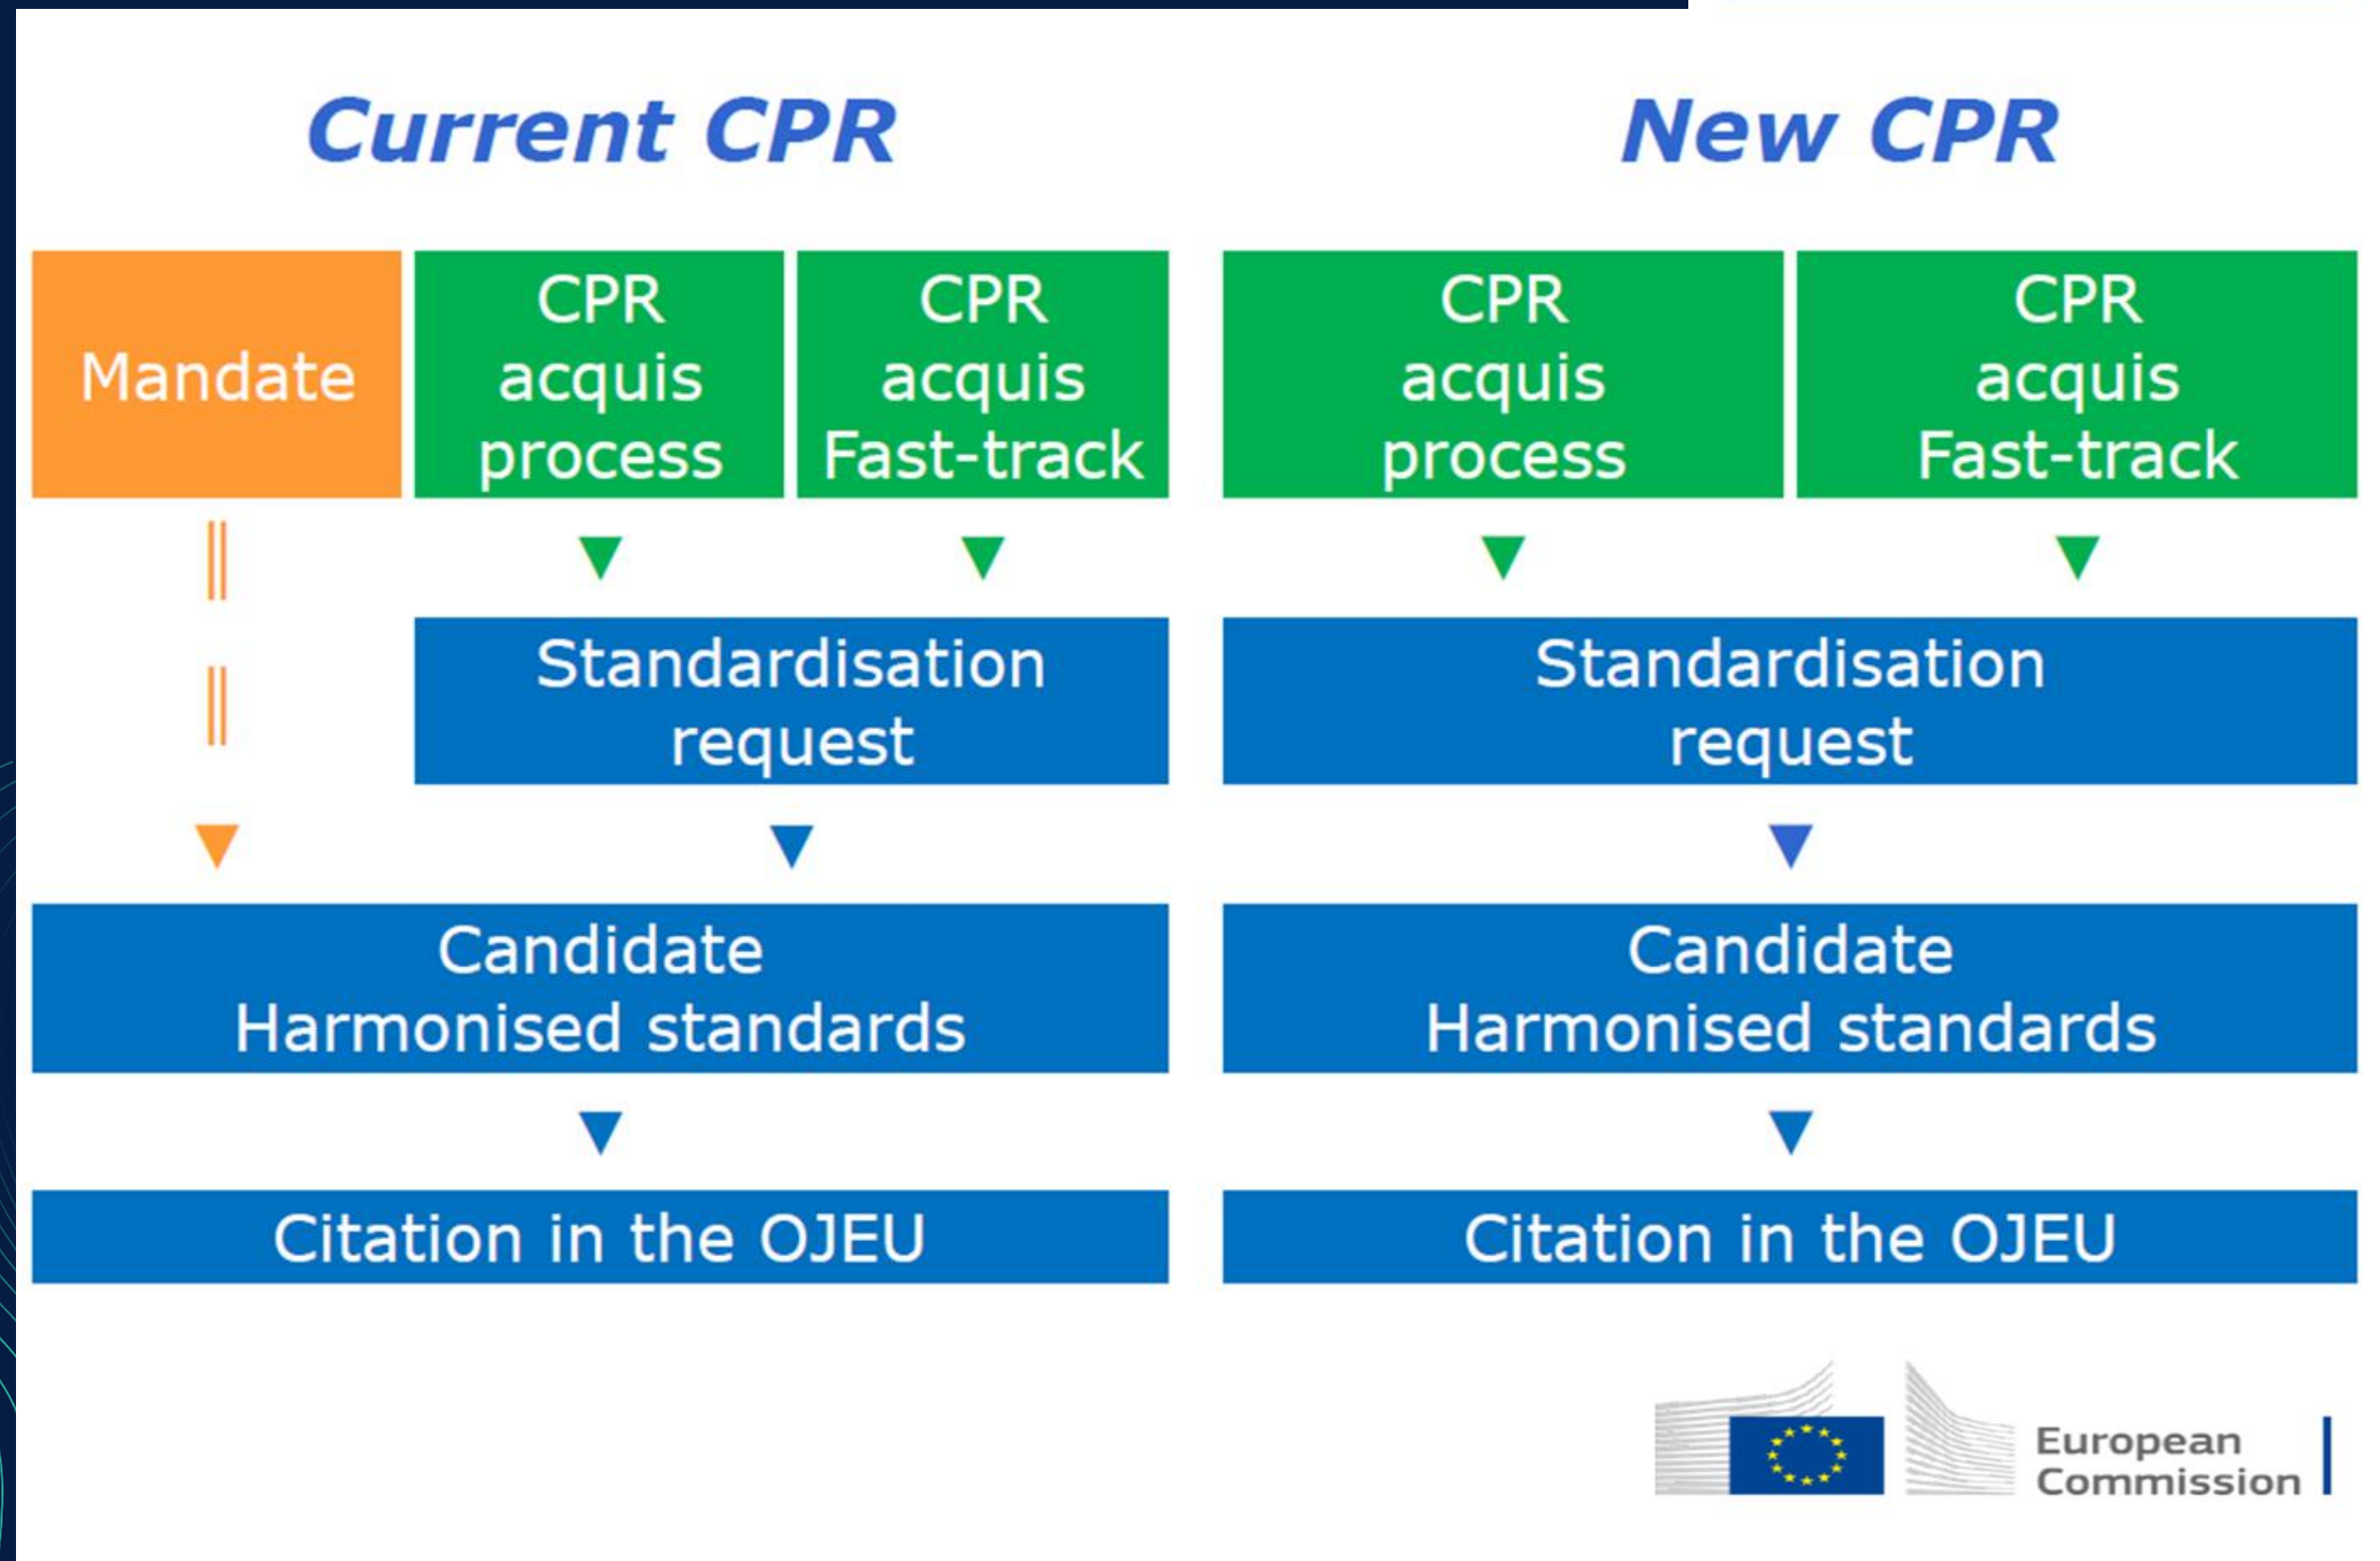 Current CPR
Mandate
CPR
acquis
process
CPR
acquis
Fast-track
Standardisation
request
Candidate
Harmonised standards
Citation in the OJEU
New CPR
CPR
acquis
process
CPR
acquis
Fast-track
Standardisation
request
Candidate
Harmonised standards
Citation in the OJEU
European
Commission